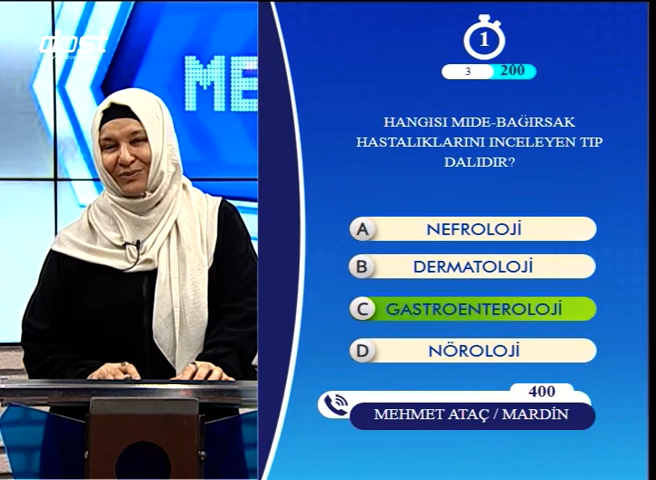 dost
ME
1
3 200
HANGISI MIDE-BAĞIRSAK
HASTALIKLARINI INCELEYEN TIP
DALIDIR?
A NEFROLOJİ
B DERMATOLOJİ
C GASTROENTEROLOJİ
D NÖROLOJİ
400
MEHMET ATAÇ / MARDİN